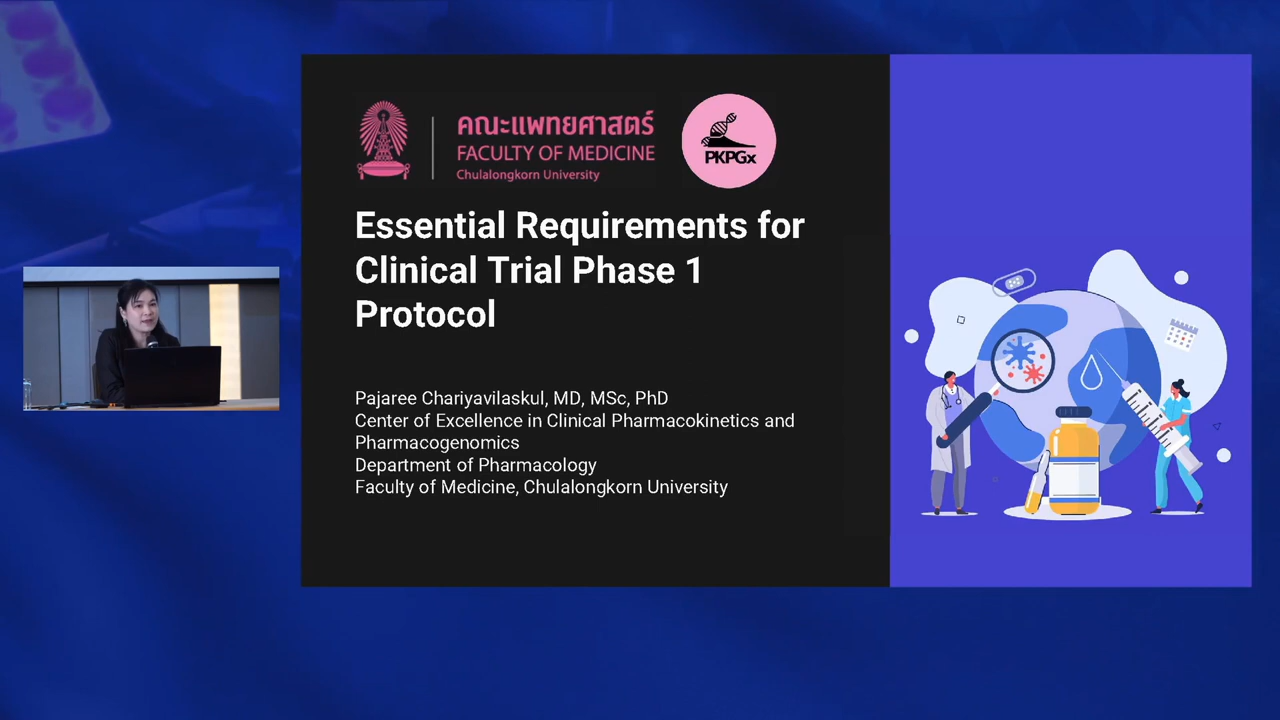 คณะแพทยศาสตร์
FACULTY OF MEDICINE
Chulalongkorn University
PKPGx
Essential Requirements for
Clinical Trial Phase 1
Protocol
Pajaree Chariyavilaskul, MD, MSc, PhD
Center of Excellence in Clinical Pharmacokinetics and
Pharmacogenomics
Department of Pharmacology
Faculty of Medicine, Chulalongkorn University